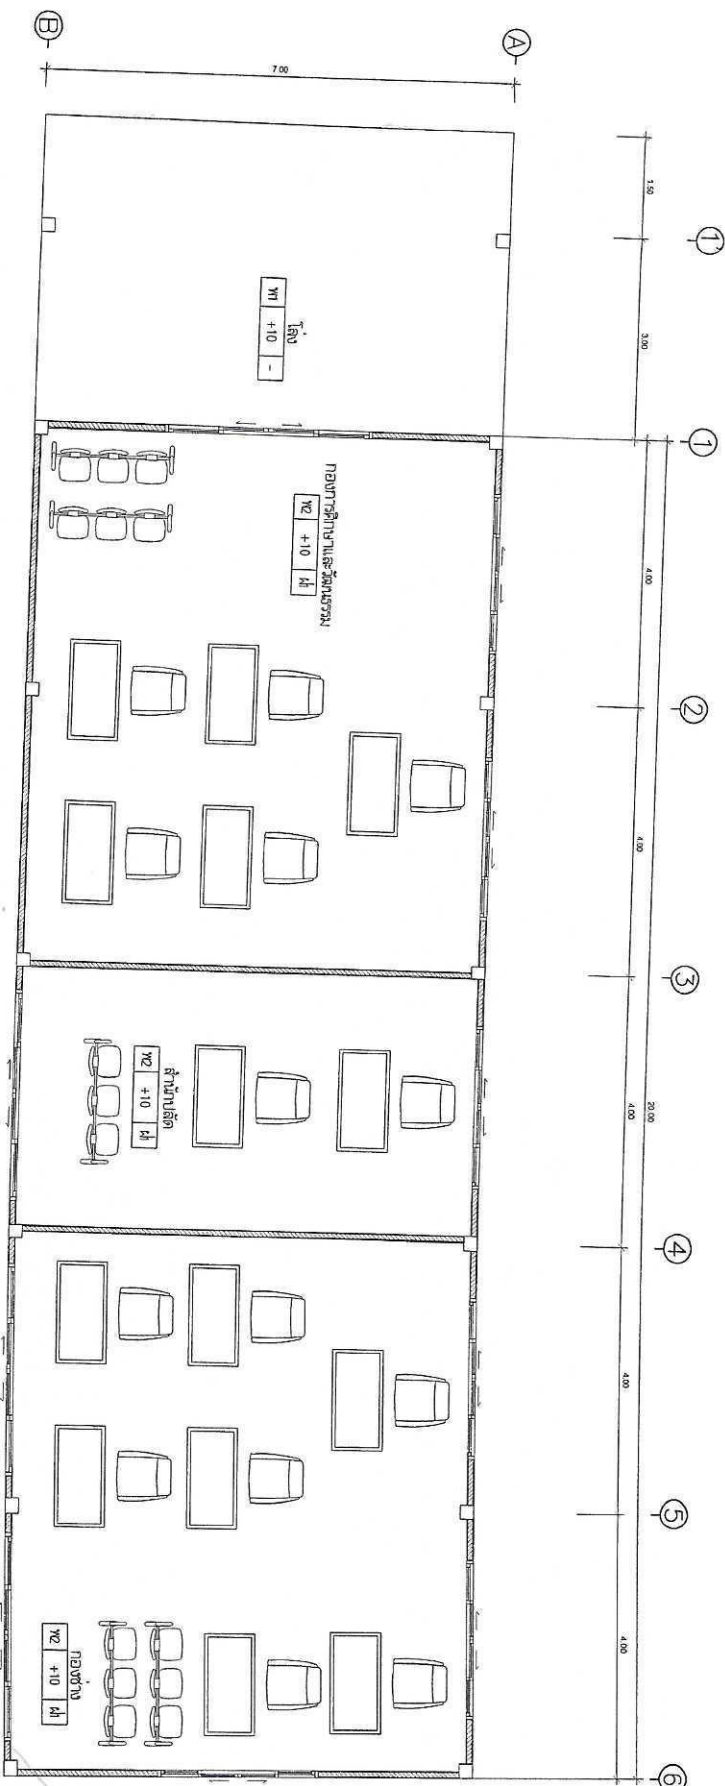 B
A
7.00
1'
1
2
3
4
5
6
1.50
3.00
4.00
4.00
4.00
4.00
4.00
20.00
โล่ง
พ1 +10 -
กองการศึกษาและวัฒนธรรม
พ2 +10 ฝ1
สำนักปลัด
พ2 +10 ฝ1
กองช่าง
พ2 +10 ฝ1